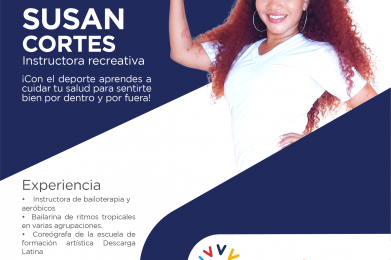 SUSAN
CORTES
Instructora recreativa
¡Con el deporte aprendes a
cuidar tu salud para sentirte
bien por dentro y por fuera!
Experiencia
• Instructora de bailoterapia y
aeróbicos
• Bailarina de ritmos tropicales
en varias agrupaciones.
• Coreógrafa de la escuela de
formación artística Descarga
Latina